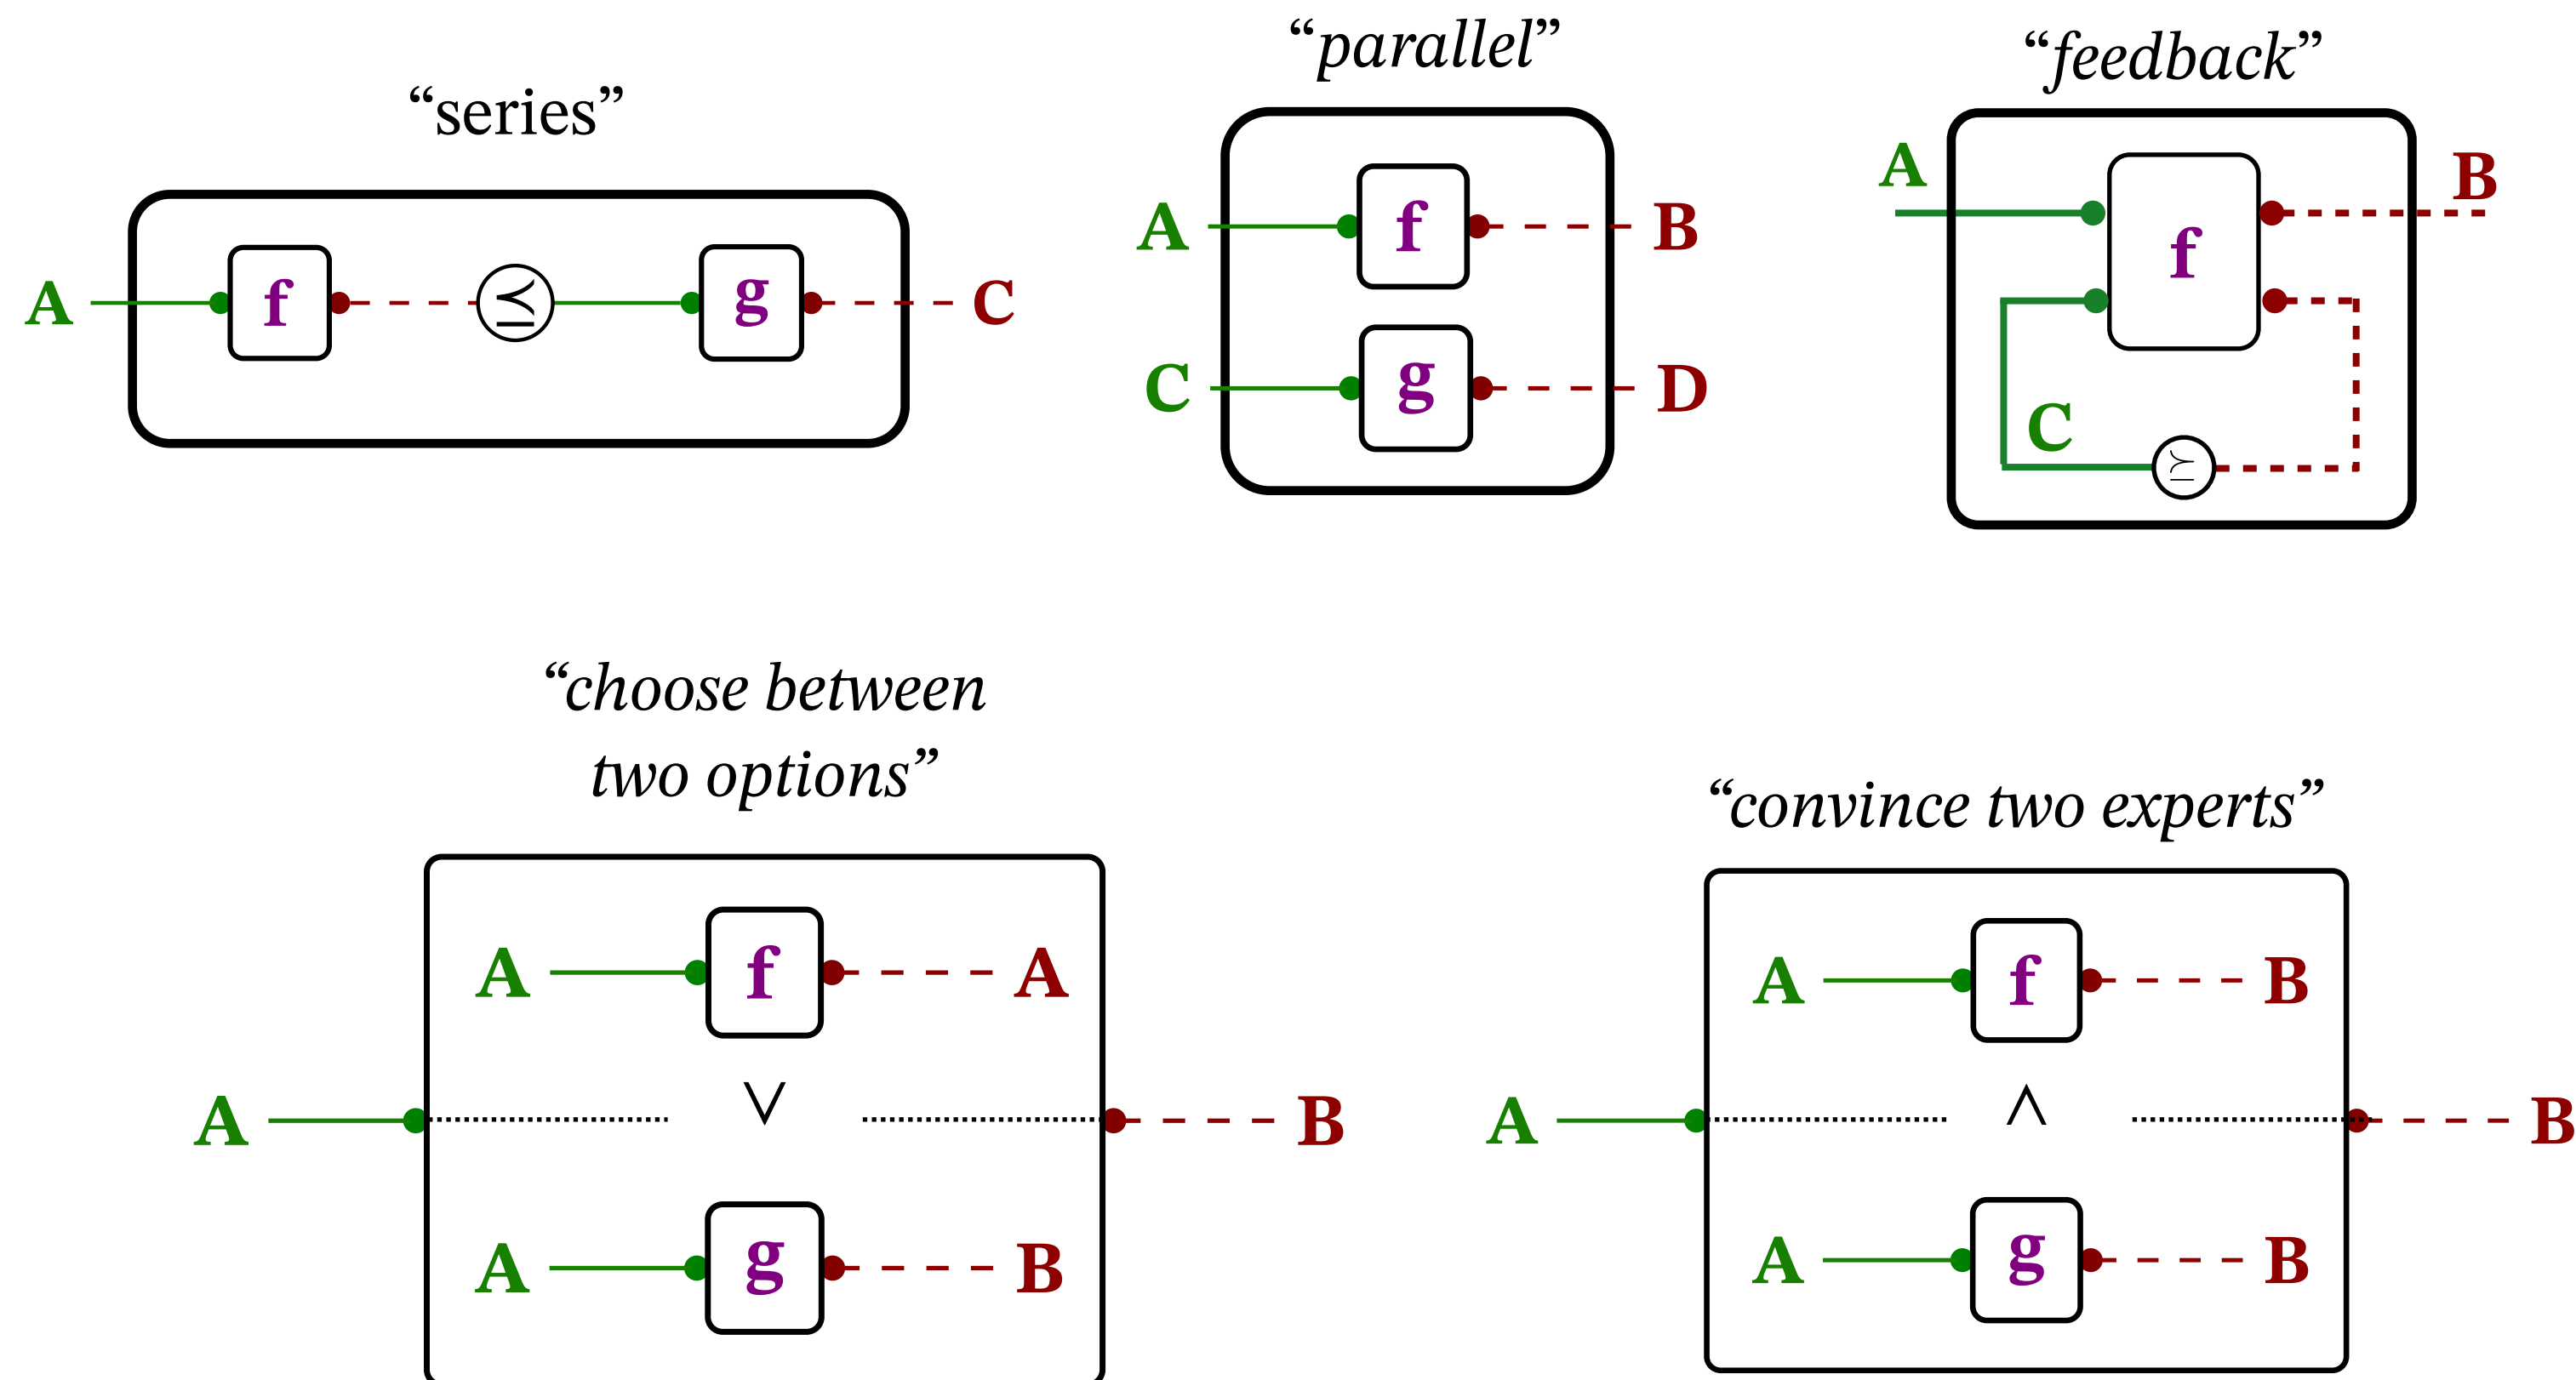 “series”
A f ⪯ g C
“parallel”
A f B
C g D
“feedback”
A f B
C ⪰
“choose between
two options”
A f A
A ∨ B
A g B
“convince two experts”
A f B
A ∧ B
A g B